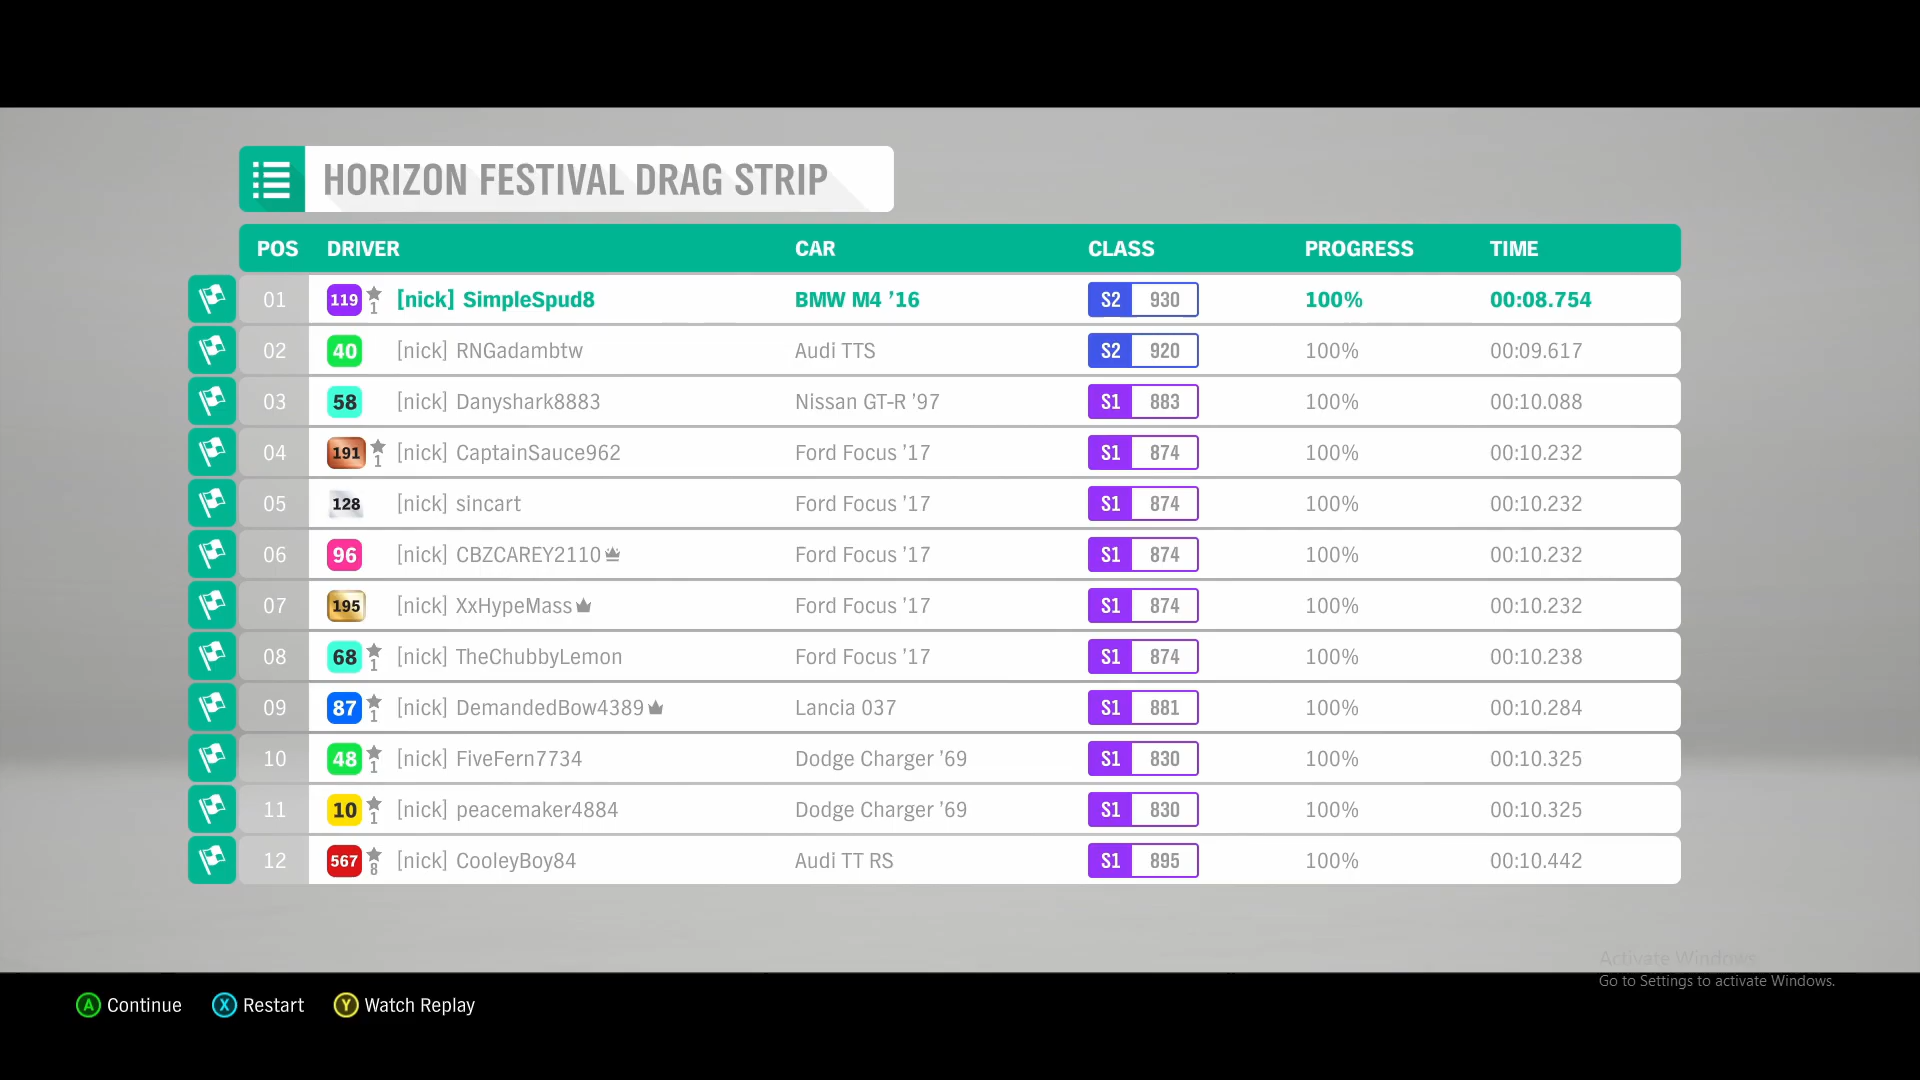 HORIZON FESTIVAL DRAG STRIP
POS DRIVER CAR CLASS PROGRESS TIME
01 119 1 [nick] SimpleSpud8 BMW M4 ’16 S2 930 100% 00:08.754
02 40 [nick] RNGadambtw Audi TTS S2 920 100% 00:09.617
03 58 [nick] Danyshark8883 Nissan GT-R ’97 S1 883 100% 00:10.088
04 191 1 [nick] CaptainSauce962 Ford Focus ’17 S1 874 100% 00:10.232
05 128 [nick] sincart Ford Focus ’17 S1 874 100% 00:10.232
06 96 [nick] CBZCAREY2110 Ford Focus ’17 S1 874 100% 00:10.232
07 195 [nick] XxHypeMass Ford Focus ’17 S1 874 100% 00:10.232
08 68 1 [nick] TheChubbyLemon Ford Focus ’17 S1 874 100% 00:10.238
09 87 1 [nick] DemandedBow4389 Lancia 037 S1 881 100% 00:10.284
10 48 1 [nick] FiveFern7734 Dodge Charger ’69 S1 830 100% 00:10.325
11 10 1 [nick] peacemaker4884 Dodge Charger ’69 S1 830 100% 00:10.325
12 567 8 [nick] CooleyBoy84 Audi TT RS S1 895 100% 00:10.442
Activate Windows
Go to Settings to activate Windows.
A Continue X Restart Y Watch Replay